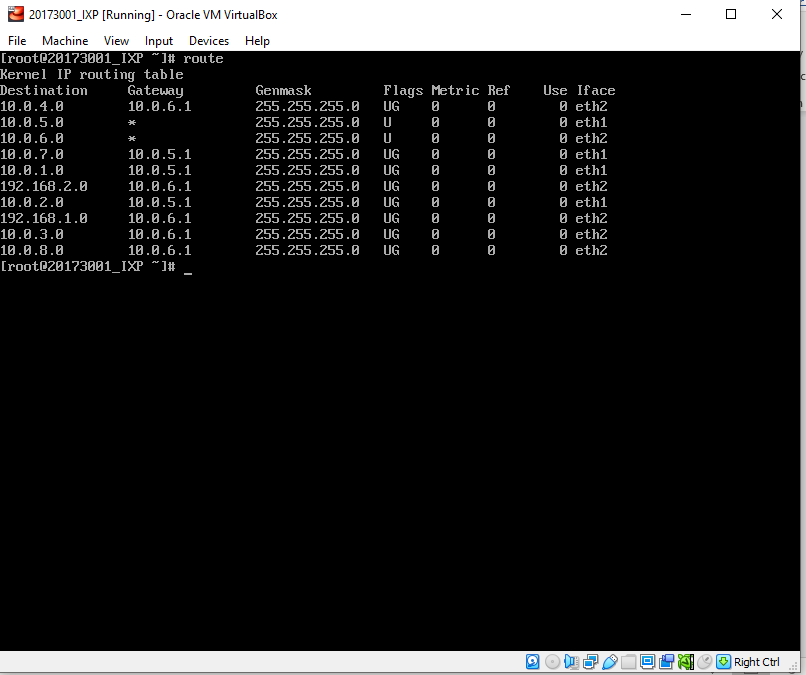 20173001_IXP [Running] - Oracle VM VirtualBox
File Machine View Input Devices Help
[root@20173001_IXP ~]# route
Kernel IP routing table
Destination Gateway Genmask Flags Metric Ref Use Iface
10.0.4.0 10.0.6.1 255.255.255.0 UG 0 0 0 eth2
10.0.5.0 * 255.255.255.0 U 0 0 0 eth1
10.0.6.0 * 255.255.255.0 U 0 0 0 eth2
10.0.7.0 10.0.5.1 255.255.255.0 UG 0 0 0 eth1
10.0.1.0 10.0.5.1 255.255.255.0 UG 0 0 0 eth1
192.168.2.0 10.0.6.1 255.255.255.0 UG 0 0 0 eth2
10.0.2.0 10.0.5.1 255.255.255.0 UG 0 0 0 eth1
192.168.1.0 10.0.6.1 255.255.255.0 UG 0 0 0 eth2
10.0.3.0 10.0.6.1 255.255.255.0 UG 0 0 0 eth2
10.0.8.0 10.0.6.1 255.255.255.0 UG 0 0 0 eth2
[root@20173001_IXP ~]# _
Right Ctrl